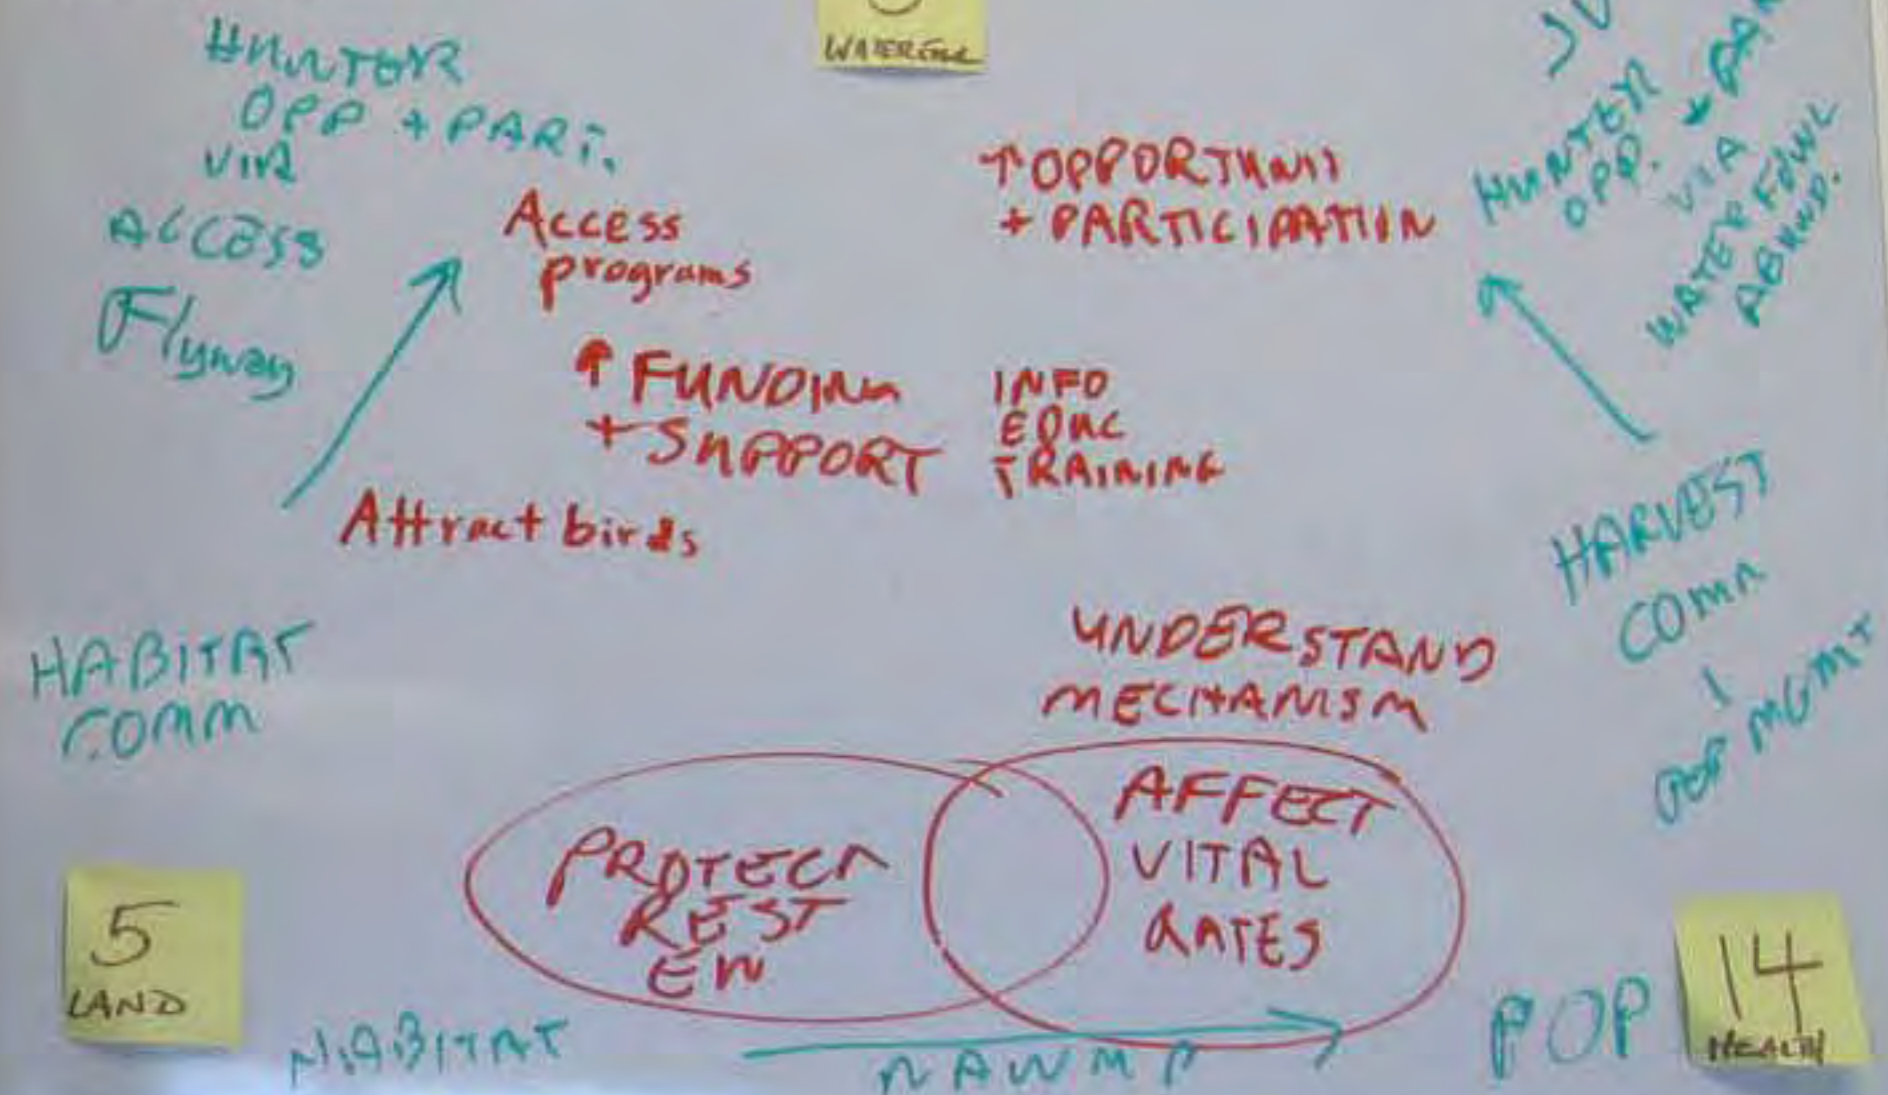 WATERFOWL
HUNTER
OPP + PART.
VIA
ACCESS
Flyway
HUNTER
OPP. +
VIA
WATERFOWL
ABUND.
Access
programs
↑ OPPORTUNIT
+ PARTICIPATION
↑ FUNDING
+ SUPPORT
INFO
EDUC
TRAINING
Attract birds
HARVEST
COMM
POP MGMT
HABITAT
COMM
UNDERSTAND
MECHANISM
PROTECT
REST
EN
AFFECT
VITAL
RATES
5
LAND
HABITAT
NAWMP
POP
14
HEALTH